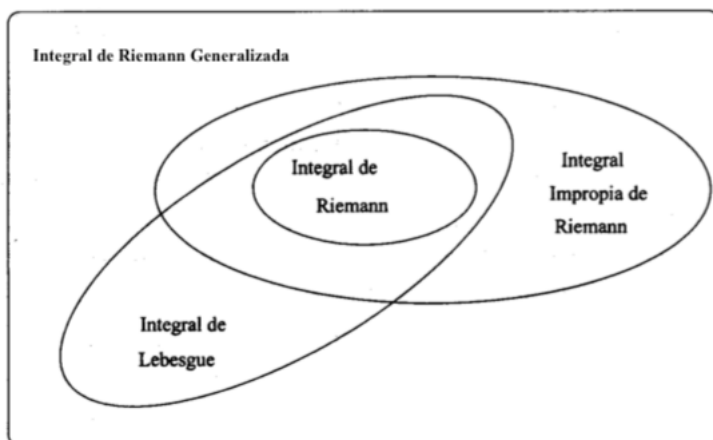 Integral de Riemann Generalizada
Integral de
Riemann
Integral
Impropia de
Riemann
Integral de
Lebesgue